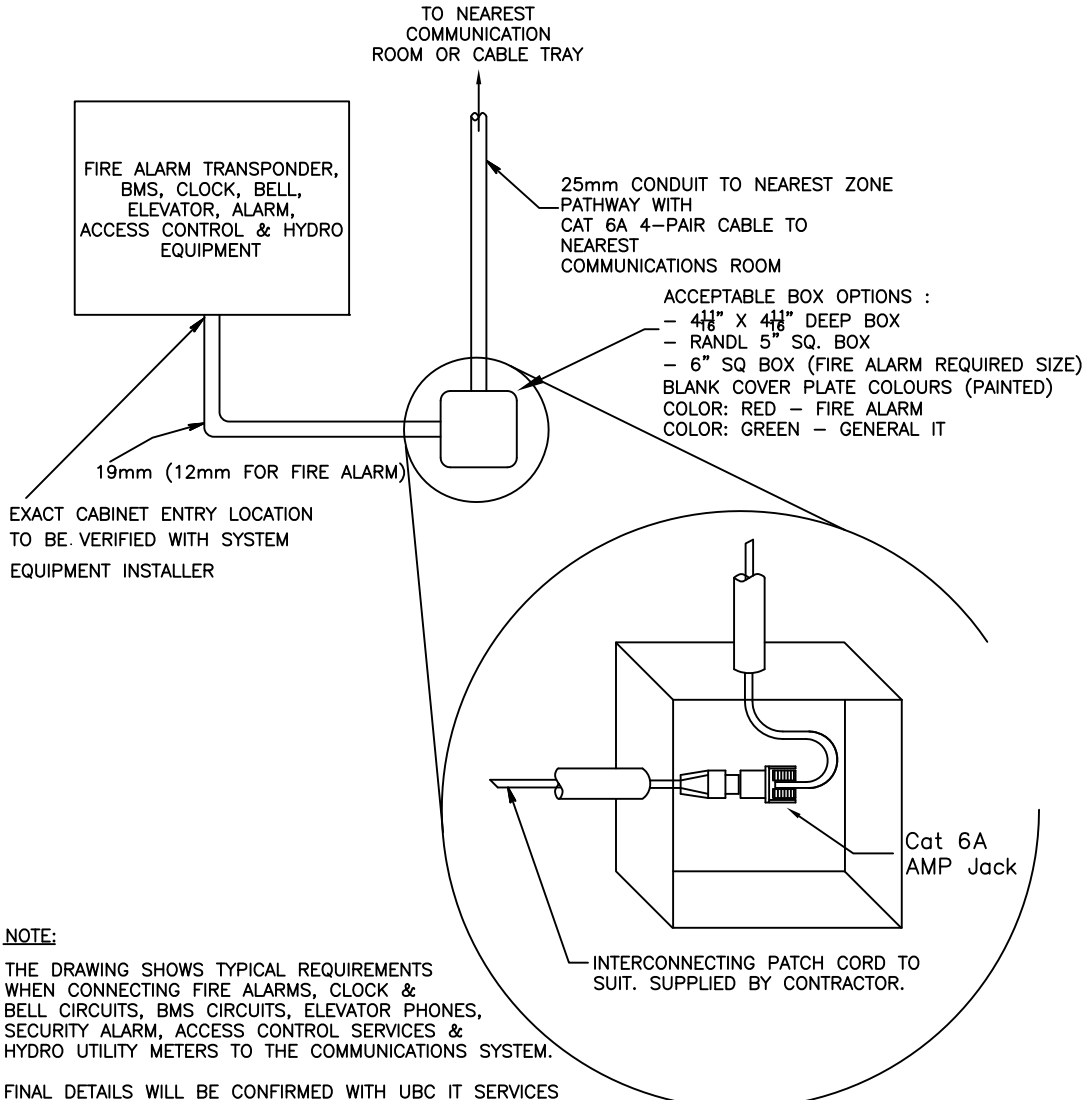 TO NEAREST
COMMUNICATION
ROOM OR CABLE TRAY
FIRE ALARM TRANSPONDER,
BMS, CLOCK, BELL,
ELEVATOR, ALARM,
ACCESS CONTROL & HYDRO
EQUIPMENT
25mm CONDUIT TO NEAREST ZONE
PATHWAY WITH
CAT 6A 4–PAIR CABLE TO
NEAREST
COMMUNICATIONS ROOM
ACCEPTABLE BOX OPTIONS :
– 4 11/16" X 4 11/16" DEEP BOX
– RANDL 5" SQ. BOX
– 6" SQ BOX (FIRE ALARM REQUIRED SIZE)
BLANK COVER PLATE COLOURS (PAINTED)
COLOR: RED – FIRE ALARM
COLOR: GREEN – GENERAL IT
19mm (12mm FOR FIRE ALARM)
EXACT CABINET ENTRY LOCATION
TO BE. VERIFIED WITH SYSTEM
EQUIPMENT INSTALLER
Cat 6A
AMP Jack
INTERCONNECTING PATCH CORD TO
SUIT. SUPPLIED BY CONTRACTOR.
NOTE:
THE DRAWING SHOWS TYPICAL REQUIREMENTS
WHEN CONNECTING FIRE ALARMS, CLOCK &
BELL CIRCUITS, BMS CIRCUITS, ELEVATOR PHONES,
SECURITY ALARM, ACCESS CONTROL SERVICES &
HYDRO UTILITY METERS TO THE COMMUNICATIONS SYSTEM.
FINAL DETAILS WILL BE CONFIRMED WITH UBC IT SERVICES